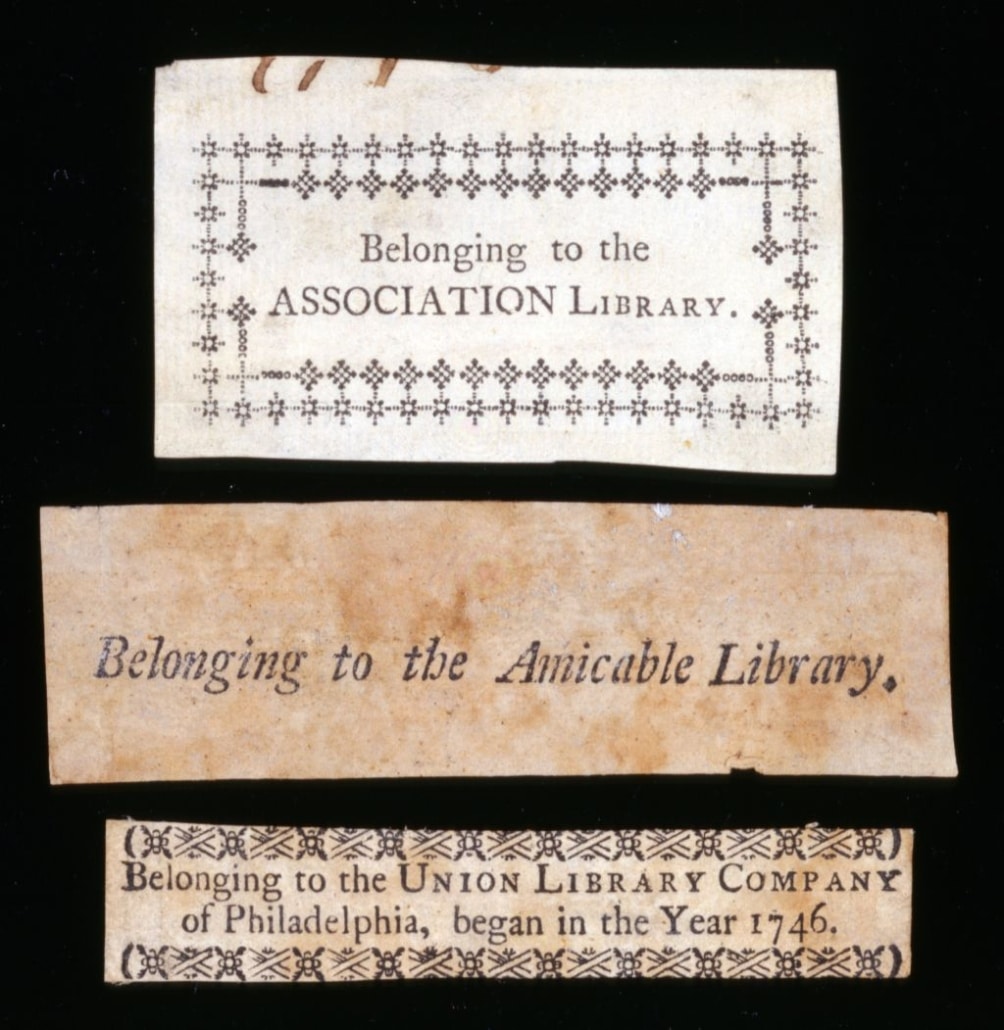 Belonging to the
ASSOCIATION LIBRARY.
Belonging to the Amicable Library.
Belonging to the UNION LIBRARY COMPANY
of Philadelphia, began in the Year 1746.